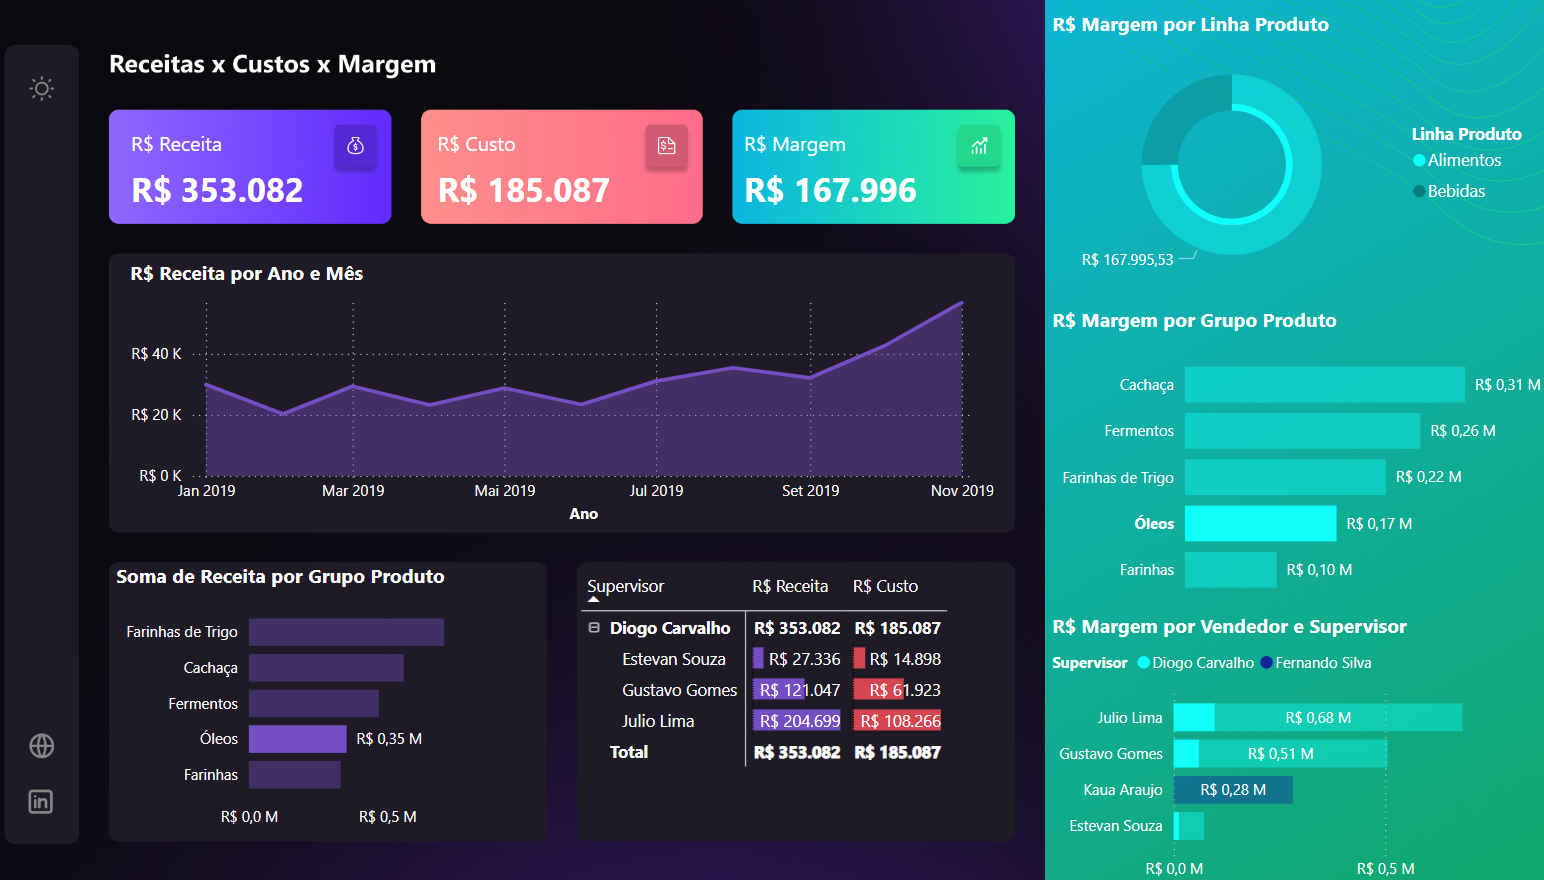 Receitas x Custos x Margem
R$ Receita
R$ 353.082
R$ Custo
R$ 185.087
R$ Margem
R$ 167.996
R$ Receita por Ano e Mês
R$ 40 K
R$ 20 K
R$ 0 K
Jan 2019 Mar 2019 Mai 2019 Jul 2019 Set 2019 Nov 2019
Ano
Soma de Receita por Grupo Produto
Farinhas de Trigo
Cachaça
Fermentos
Óleos R$ 0,35 M
Farinhas
R$ 0,0 M R$ 0,5 M
Supervisor R$ Receita R$ Custo
Diogo Carvalho R$ 353.082 R$ 185.087
Estevan Souza R$ 27.336 R$ 14.898
Gustavo Gomes R$ 121.047 R$ 61.923
Julio Lima R$ 204.699 R$ 108.266
Total R$ 353.082 R$ 185.087
R$ Margem por Linha Produto
Linha Produto
Alimentos
Bebidas
R$ 167.995,53
R$ Margem por Grupo Produto
Cachaça R$ 0,31 M
Fermentos R$ 0,26 M
Farinhas de Trigo R$ 0,22 M
Óleos R$ 0,17 M
Farinhas R$ 0,10 M
R$ Margem por Vendedor e Supervisor
Supervisor Diogo Carvalho Fernando Silva
Julio Lima R$ 0,68 M
Gustavo Gomes R$ 0,51 M
Kaua Araujo R$ 0,28 M
Estevan Souza
R$ 0,0 M R$ 0,5 M
in